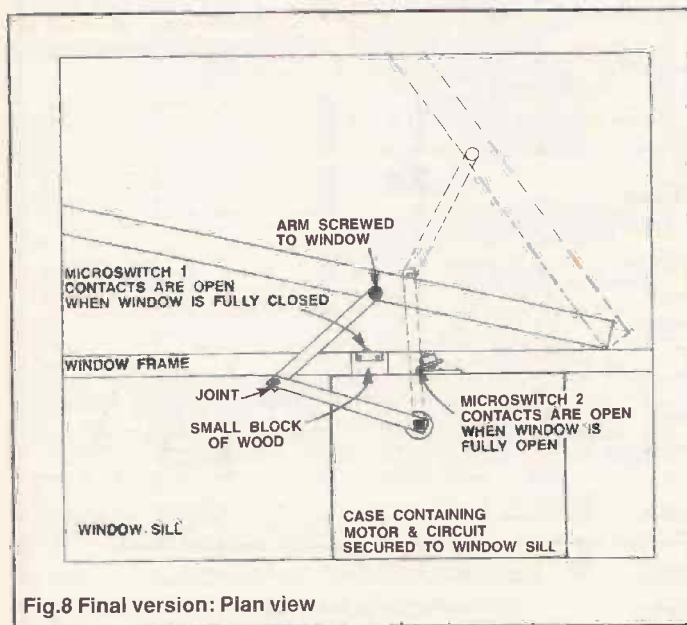 ARM SCREWED
TO WINDOW
MICROSWITCH 1
CONTACTS ARE OPEN
WHEN WINDOW IS FULLY CLOSED
WINDOW FRAME
JOINT
SMALL BLOCK
OF WOOD
MICROSWITCH 2
CONTACTS ARE OPEN
WHEN WINDOW IS
FULLY OPEN
WINDOW SILL
CASE CONTAINING
MOTOR & CIRCUIT
SECURED TO WINDOW SILL
Fig.8 Final version: Plan view